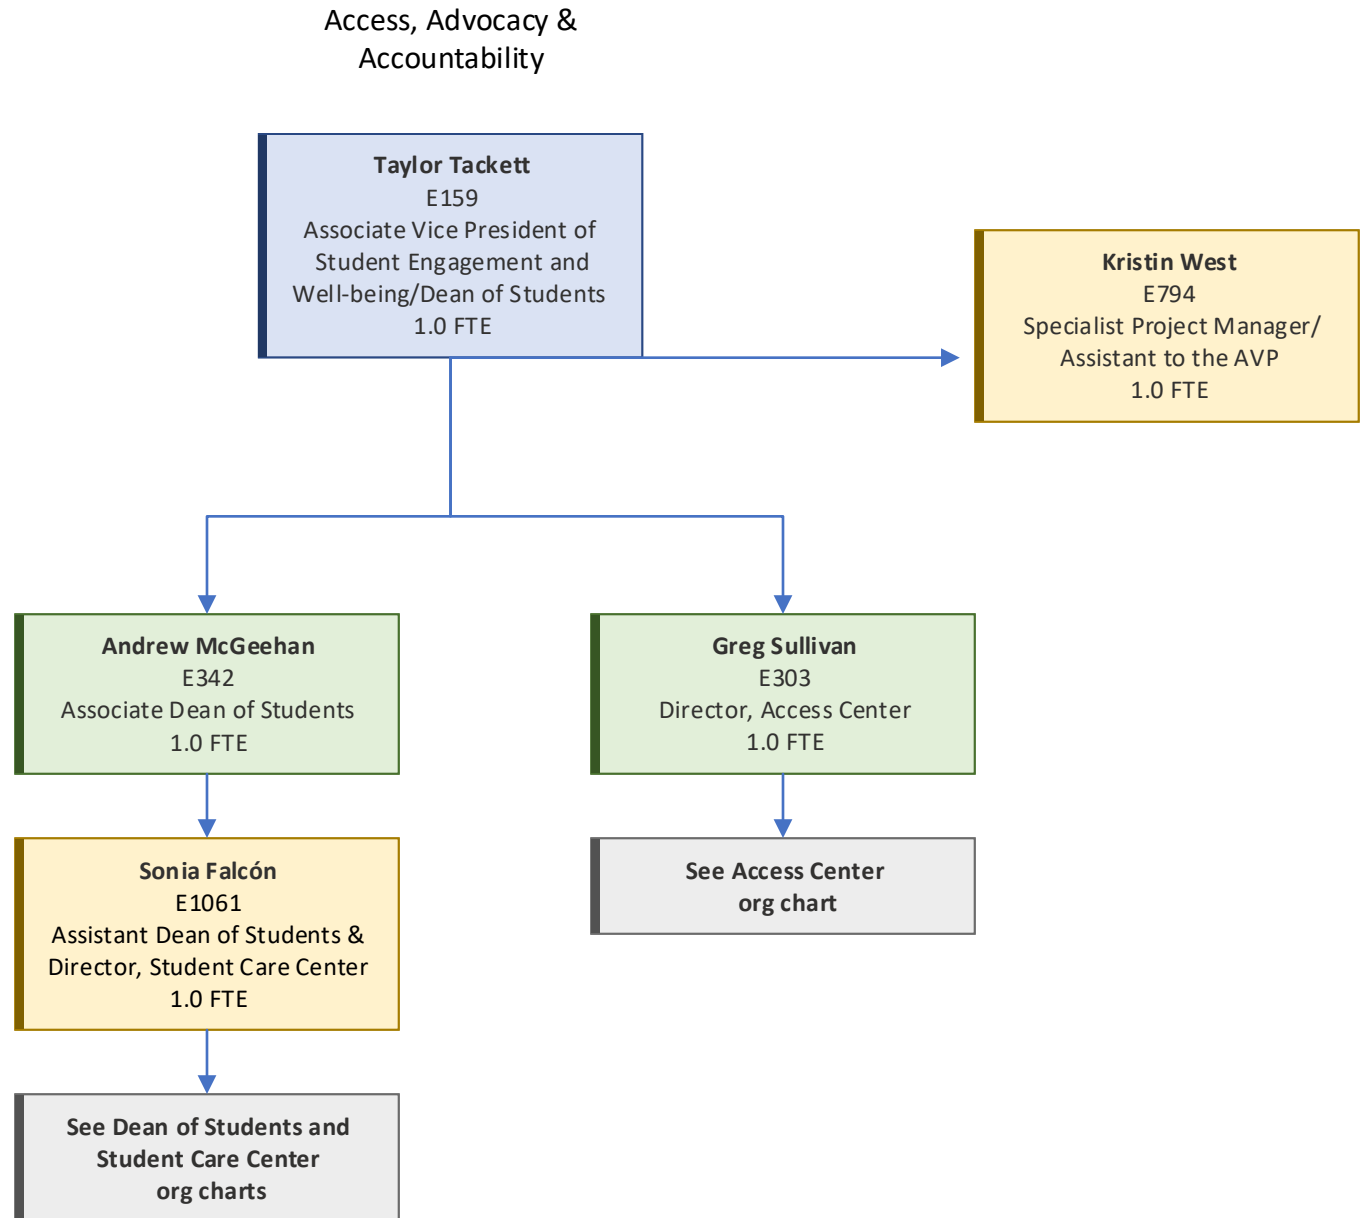 Access, Advocacy &
Accountability
Taylor Tackett
E159
Associate Vice President of
Student Engagement and
Well-being/Dean of Students
1.0 FTE
Kristin West
E794
Specialist Project Manager/
Assistant to the AVP
1.0 FTE
Andrew McGeehan
E342
Associate Dean of Students
1.0 FTE
Greg Sullivan
E303
Director, Access Center
1.0 FTE
Sonia Falcón
E1061
Assistant Dean of Students &
Director, Student Care Center
1.0 FTE
See Access Center
org chart
See Dean of Students and
Student Care Center
org charts